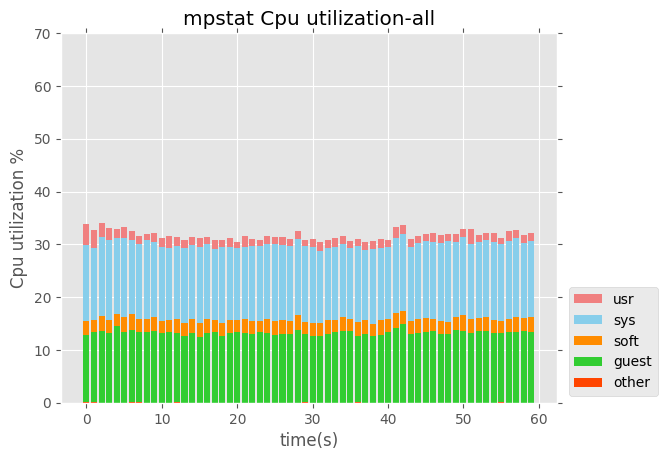 mpstat Cpu utilization-all
70
60
50
40
30
20
10
0
Cpu utilization %
0 10 20 30 40 50 60
time(s)
usr
sys
soft
guest
other